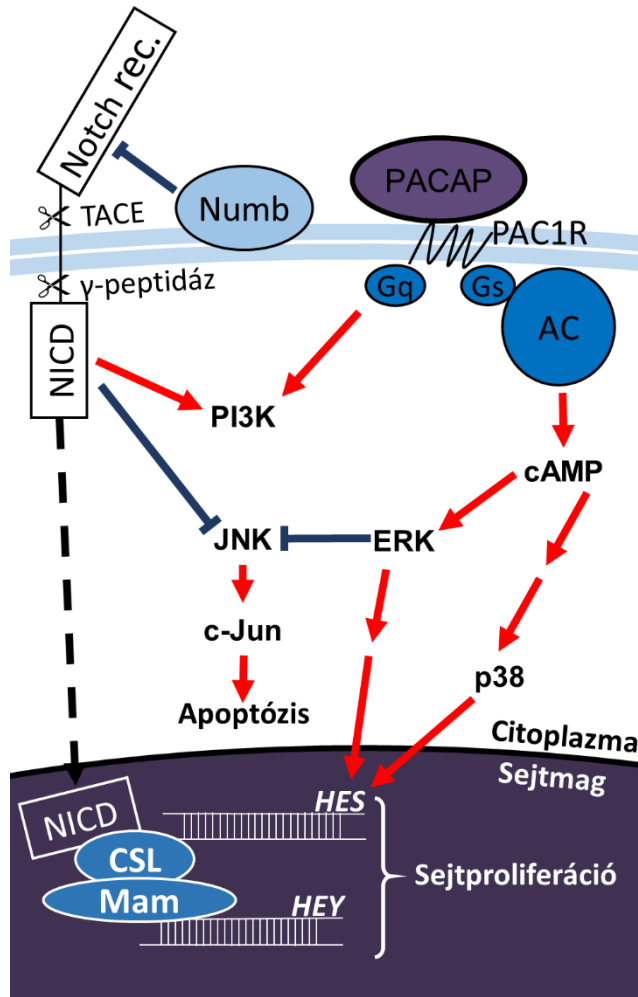 Notch rec.
TACE
Numb
PACAP
PAC1R
γ-peptidáz
Gq
Gs
AC
NICD
PI3K
cAMP
JNK
ERK
c-Jun
p38
Apoptózis
Citoplazma
Sejtmag
NICD
HES
CSL
Sejtproliferáció
Mam
HEY